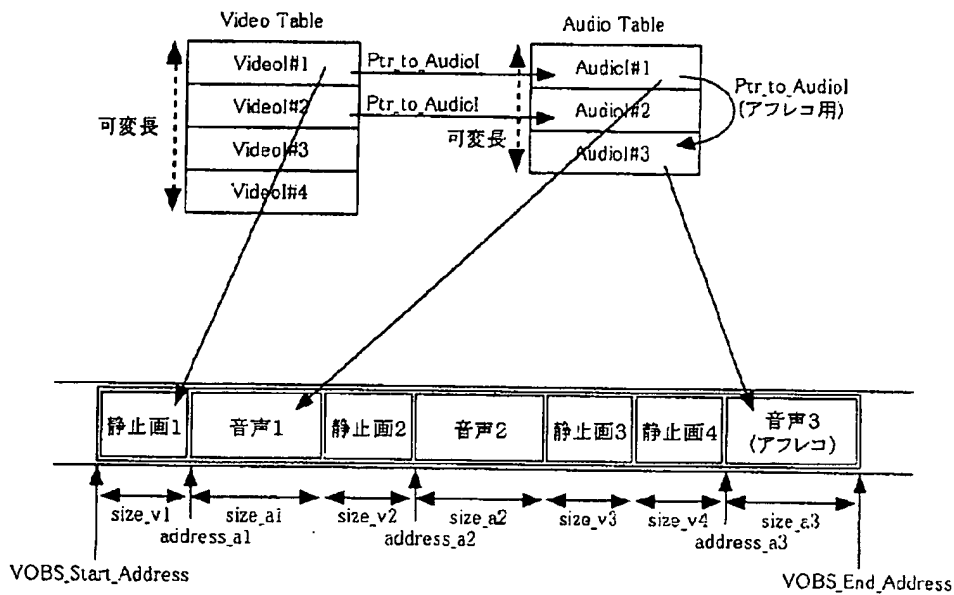 Video Table
Audio Table
VideoI#1
Ptr_to_AudioI
AudioI#1
Ptr_to_AudioI
(アフレコ用)
VideoI#2
Ptr_to_AudioI
AudioI#2
可変長
VideoI#3
可変長
AudioI#3
VideoI#4
静止画1
音声1
静止画2
音声2
静止画3
静止画4
音声3
(アフレコ)
size_v1
size_a1
size_v2
size_a2
size_v3
size_v4
size_a3
address_a1
address_a2
address_a3
VOBS_Start_Address
VOBS_End_Address